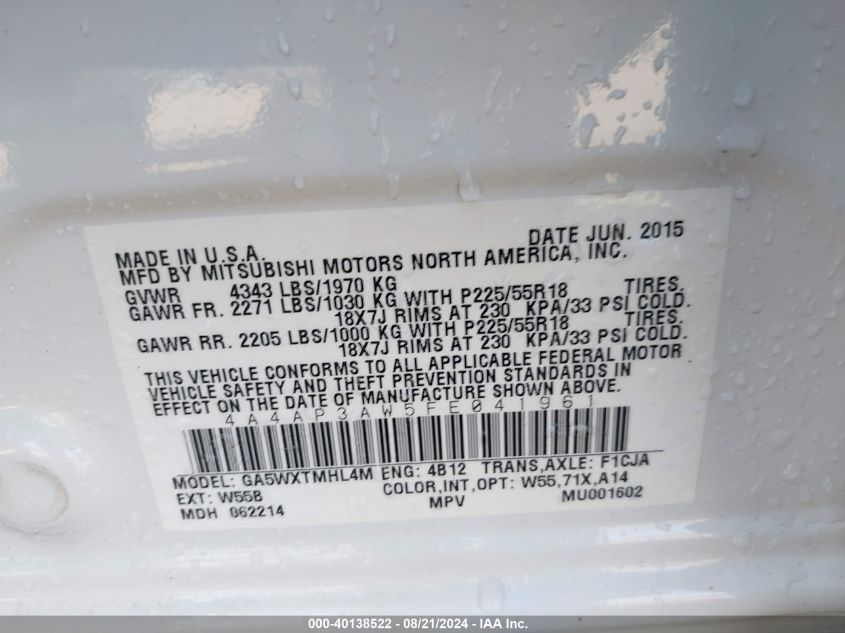 DATE JUN. 2015
MADE IN U.S.A.
MFD BY MITSUBISHI MOTORS NORTH AMERICA, INC.
GVWR 4343 LBS/1970 KG
GAWR FR. 2271 LBS/1030 KG WITH P225/55R18 TIRES,
18X7J RIMS AT 230 KPA/33 PSI COLD.
GAWR RR. 2205 LBS/1000 KG WITH P225/55R18 TIRES,
18X7J RIMS AT 230 KPA/33 PSI COLD.
THIS VEHICLE CONFORMS TO ALL APPLICABLE FEDERAL MOTOR
VEHICLE SAFETY AND THEFT PREVENTION STANDARDS IN
EFFECT ON THE DATE OF MANUFACTURE SHOWN ABOVE.
4A4AP3AW5FE041961
MODEL: GA5WXTMHL4M ENG: 4B12 TRANS,AXLE: F1CJA
EXT: W55B COLOR,INT,OPT: W55,71X,A14
MDH 062214 MPV MU001602
000-40138522 - 08/21/2024 - IAA Inc.